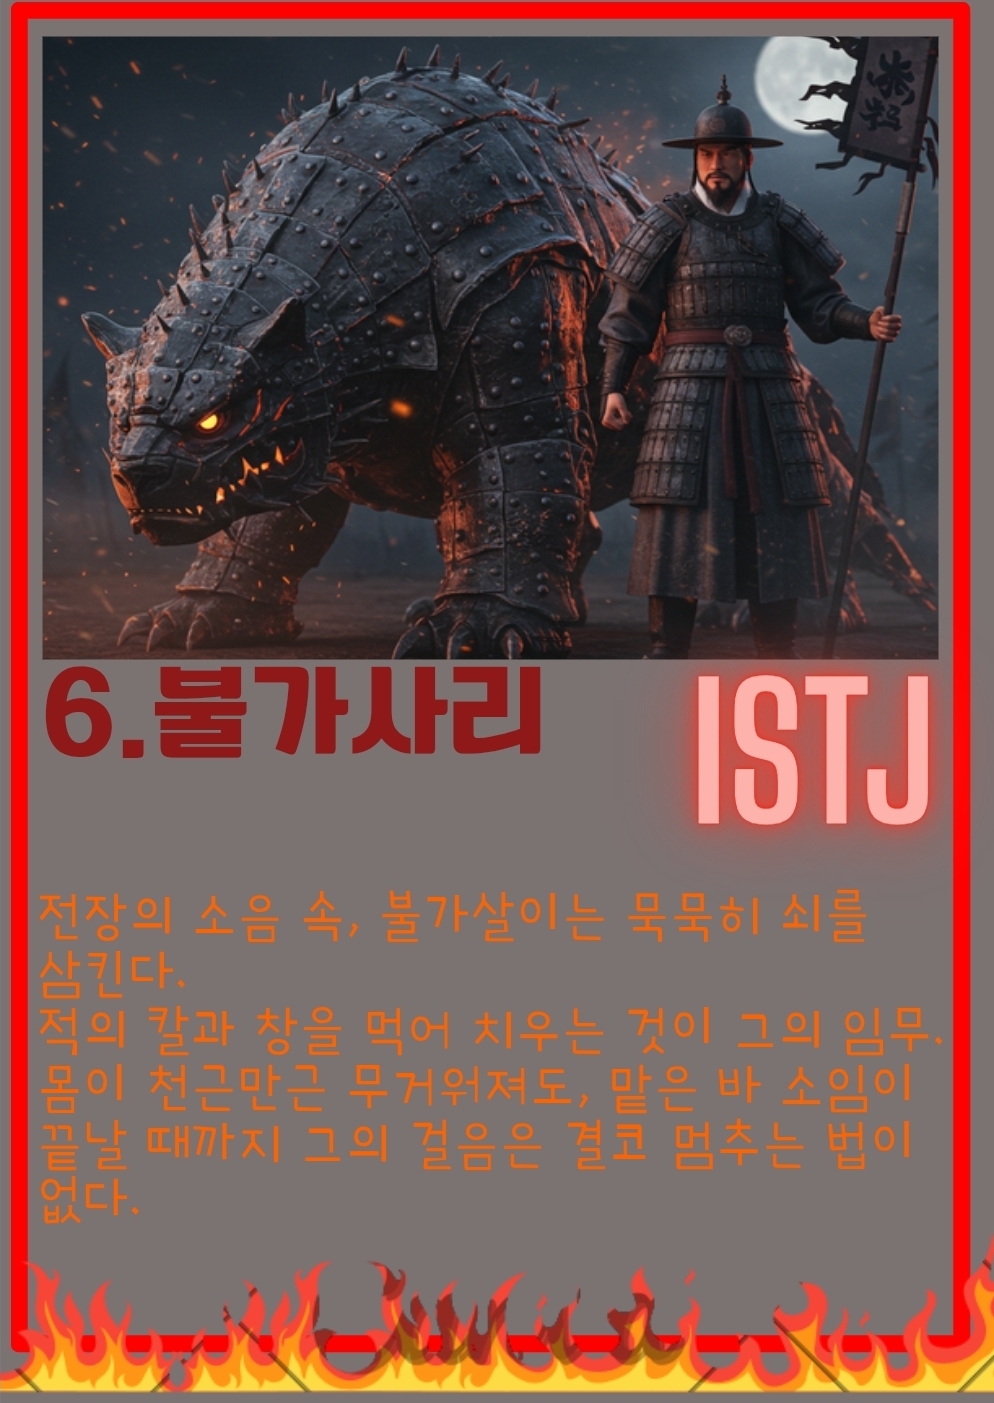 6.불가사리
ISTJ
전장의 소음 속, 불가살이는 묵묵히 쇠를
삼킨다.
적의 칼과 창을 먹어 치우는 것이 그의 임무.
몸이 천근만근 무거워져도, 맡은 바 소임이
끝날 때까지 그의 걸음은 결코 멈추는 법이
없다.